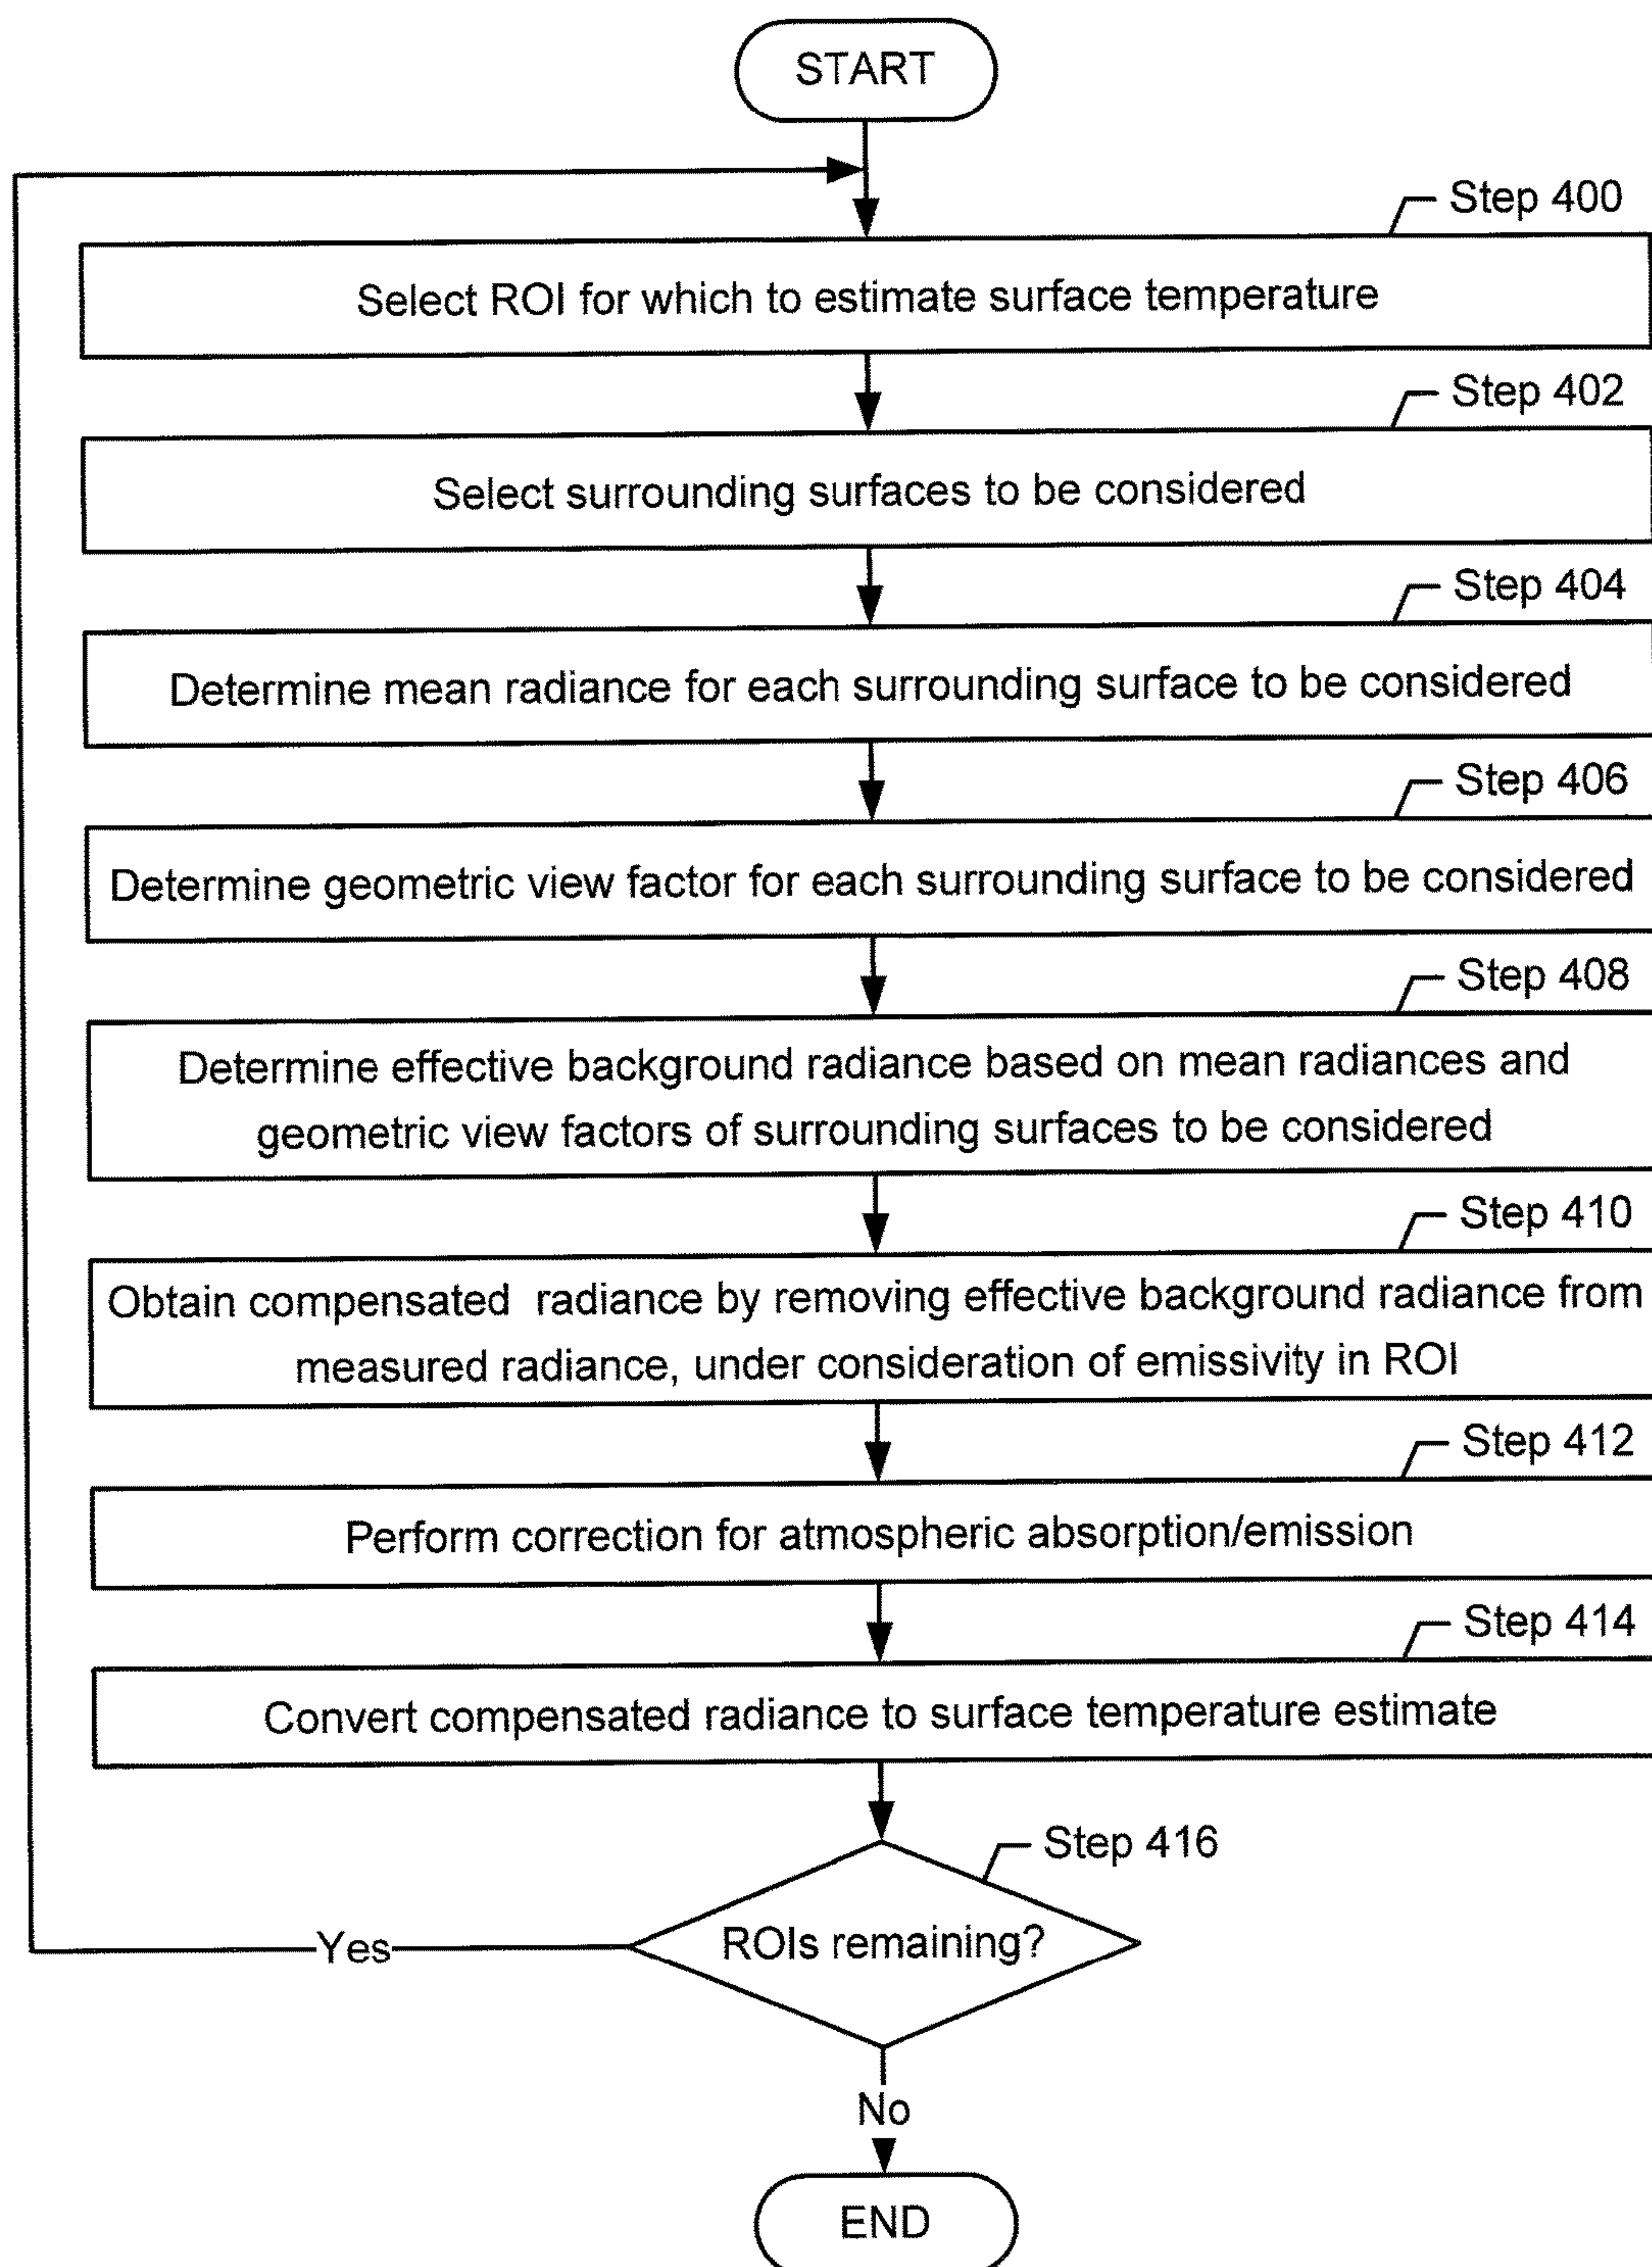 START
Step 400
Select ROI for which to estimate surface temperature
Step 402
Select surrounding surfaces to be considered
Step 404
Determine mean radiance for each surrounding surface to be considered
Step 406
Determine geometric view factor for each surrounding surface to be considered
Step 408
Determine effective background radiance based on mean radiances and
geometric view factors of surrounding surfaces to be considered
Step 410
Obtain compensated radiance by removing effective background radiance from
measured radiance, under consideration of emissivity in ROI
Step 412
Perform correction for atmospheric absorption/emission
Step 414
Convert compensated radiance to surface temperature estimate
Step 416
ROIs remaining?
Yes
No
END